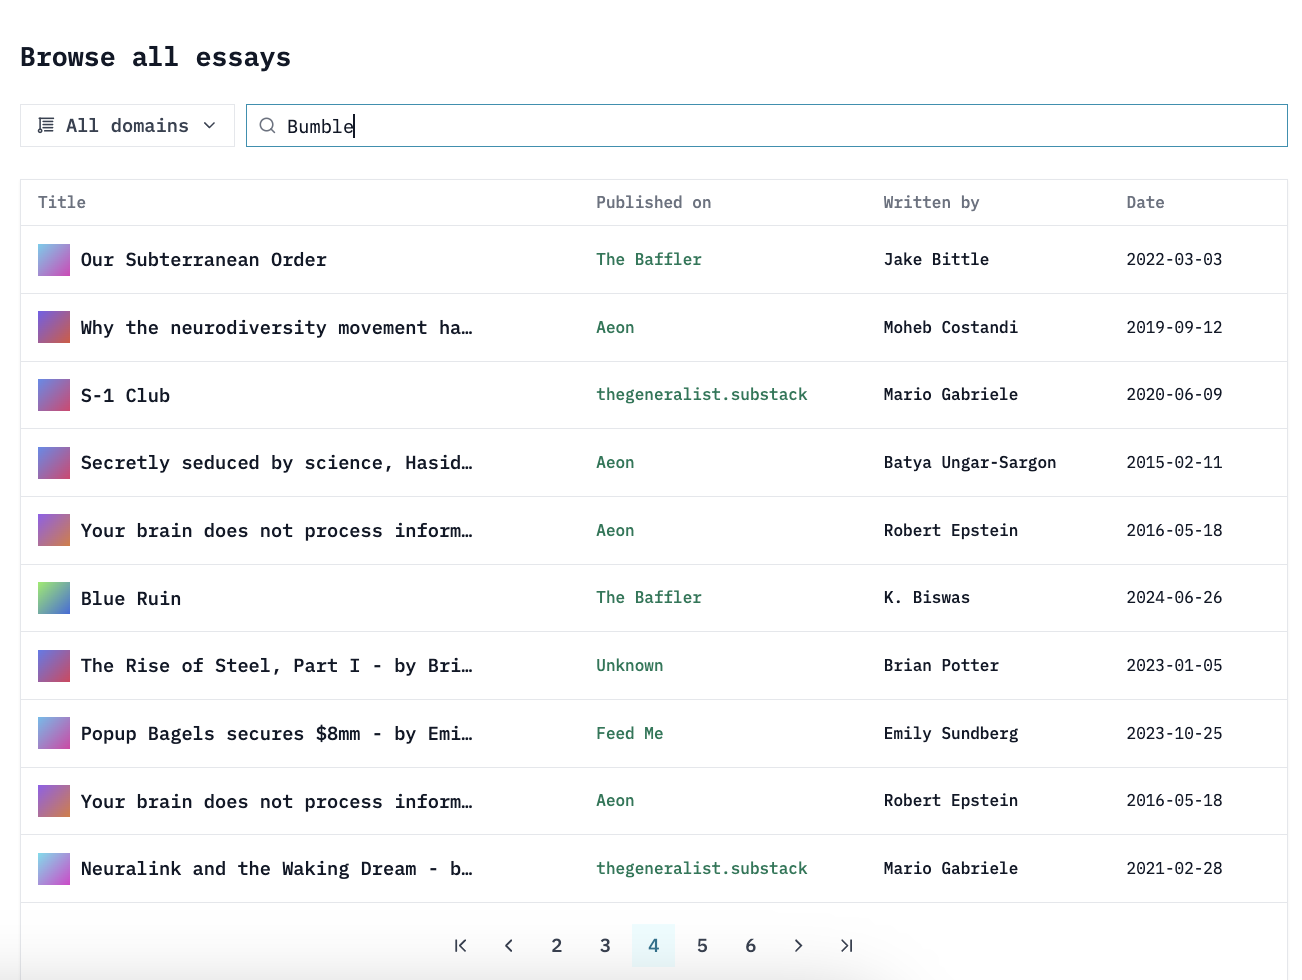 Browse all essays
All domains
Bumble
Title Published on Written by Date
Our Subterranean Order The Baffler Jake Bittle 2022-03-03
Why the neurodiversity movement ha… Aeon Moheb Costandi 2019-09-12
S-1 Club thegeneralist.substack Mario Gabriele 2020-06-09
Secretly seduced by science, Hasid… Aeon Batya Ungar-Sargon 2015-02-11
Your brain does not process inform… Aeon Robert Epstein 2016-05-18
Blue Ruin The Baffler K. Biswas 2024-06-26
The Rise of Steel, Part I - by Bri… Unknown Brian Potter 2023-01-05
Popup Bagels secures $8mm - by Emi… Feed Me Emily Sundberg 2023-10-25
Your brain does not process inform… Aeon Robert Epstein 2016-05-18
Neuralink and the Waking Dream - b… thegeneralist.substack Mario Gabriele 2021-02-28
2 3 4 5 6